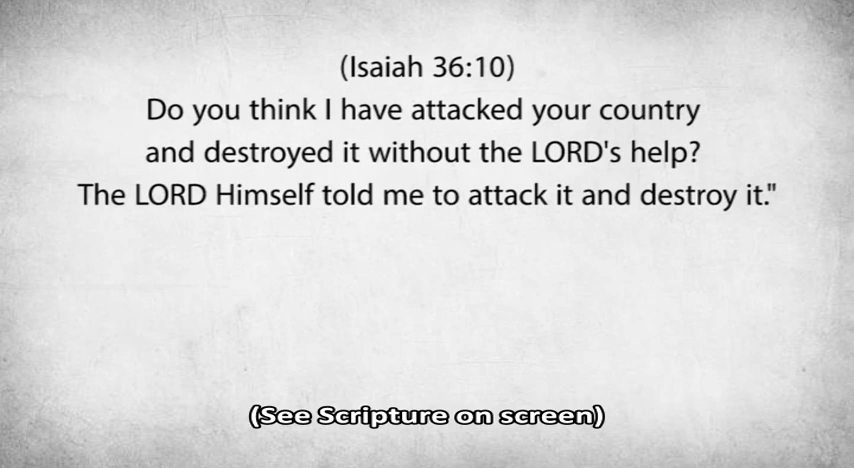 (Isaiah 36:10)
Do you think I have attacked your country
and destroyed it without the LORD's help?
The LORD Himself told me to attack it and destroy it."
(See Scripture on screen)